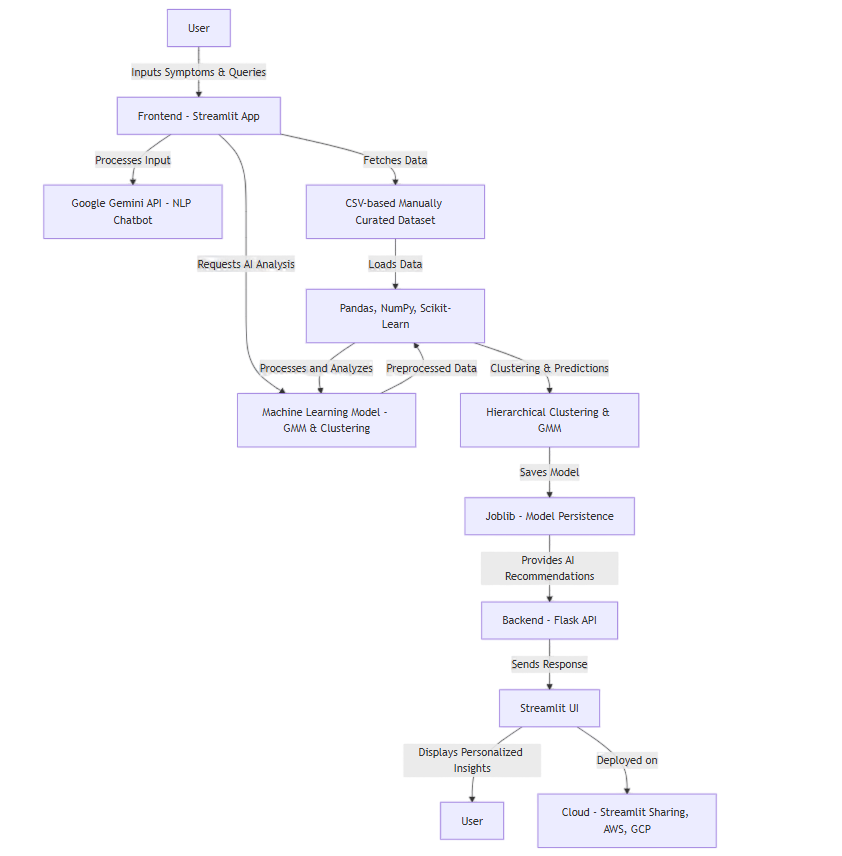 User
Inputs Symptoms & Queries
Frontend - Streamlit App
Processes Input
Fetches Data
Google Gemini API - NLP
Chatbot
CSV-based Manually
Curated Dataset
Requests AI Analysis
Loads Data
Pandas, NumPy, Scikit-
Learn
Processes and Analyzes
Preprocessed Data
Clustering & Predictions
Machine Learning Model -
GMM & Clustering
Hierarchical Clustering &
GMM
Saves Model
Joblib - Model Persistence
Provides AI
Recommendations
Backend - Flask API
Sends Response
Streamlit UI
Displays Personalized
Insights
Deployed on
User
Cloud - Streamlit Sharing,
AWS, GCP